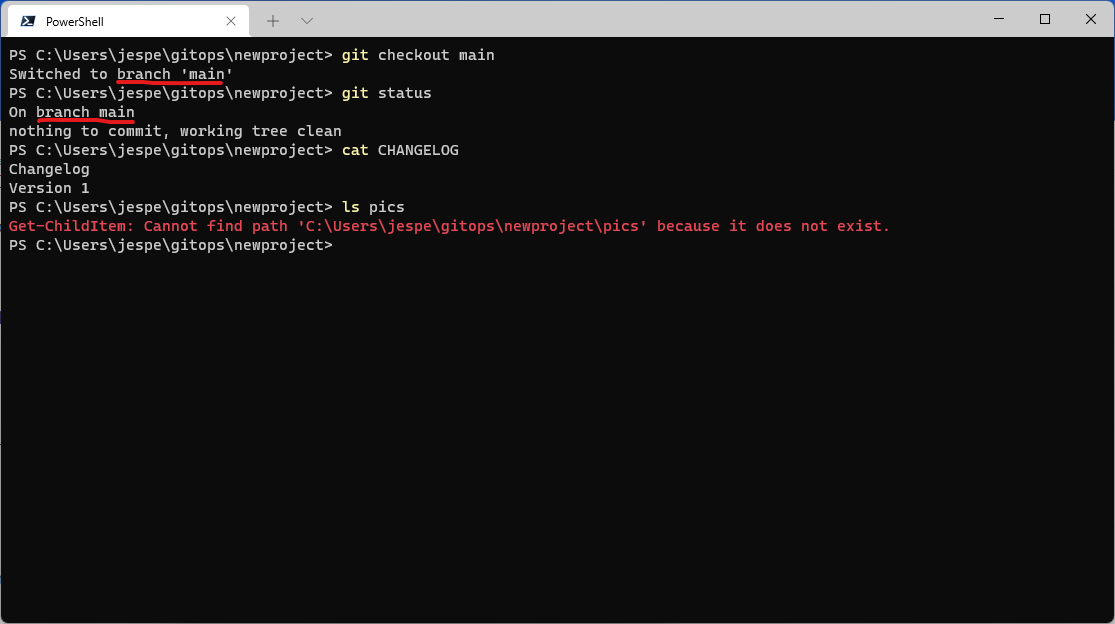 PowerShell
PS C:\Users\jespe\gitops\newproject> git checkout main
Switched to branch 'main'
PS C:\Users\jespe\gitops\newproject> git status
On branch main
nothing to commit, working tree clean
PS C:\Users\jespe\gitops\newproject> cat CHANGELOG
Changelog
Version 1
PS C:\Users\jespe\gitops\newproject> ls pics
Get-ChildItem: Cannot find path 'C:\Users\jespe\gitops\newproject\pics' because it does not exist.
PS C:\Users\jespe\gitops\newproject>